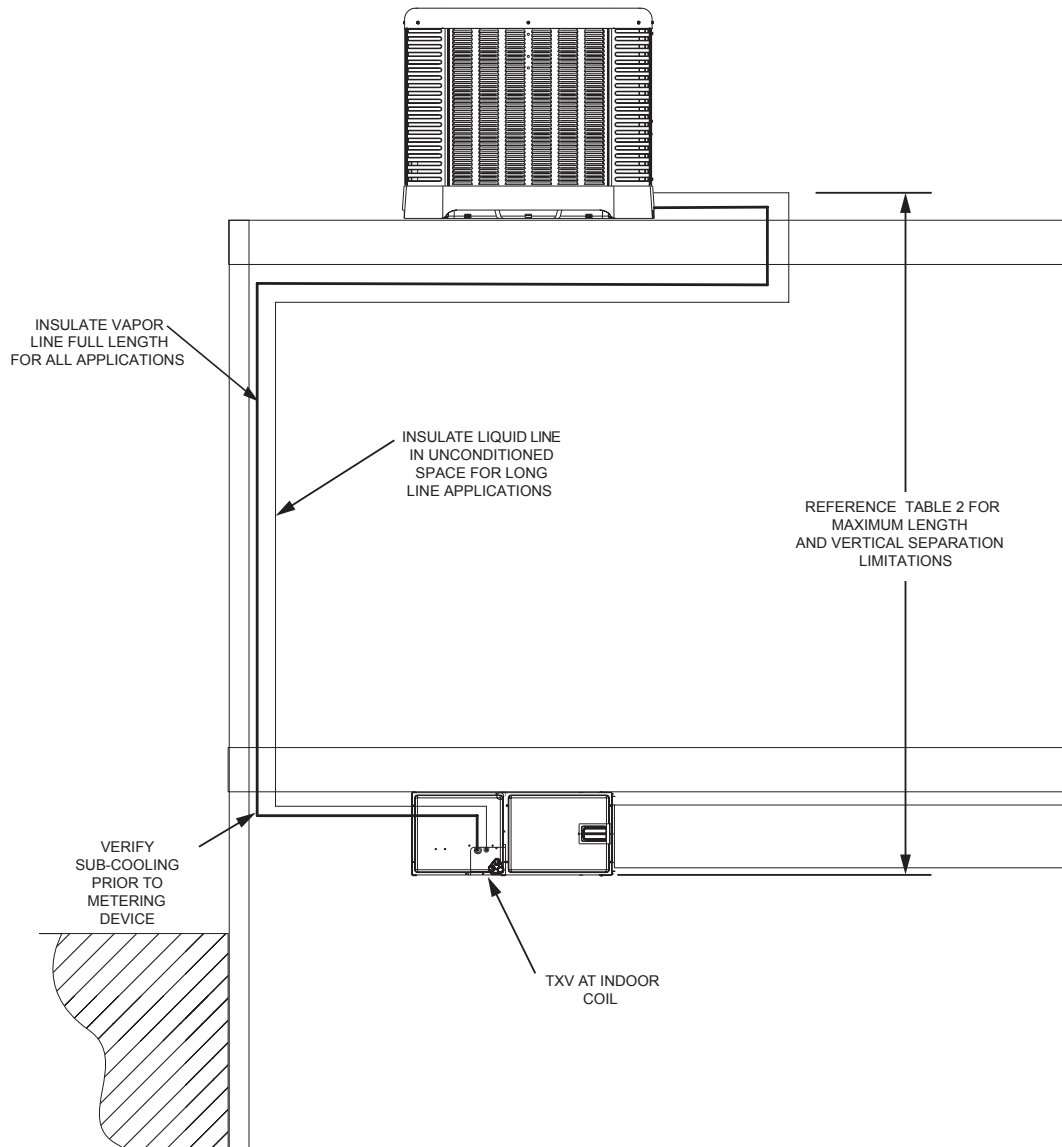 INSULATE VAPOR
LINE FULL LENGTH
FOR ALL APPLICATIONS
INSULATE LIQUID LINE
IN UNCONDITIONED
SPACE FOR LONG
LINE APPLICATIONS
REFERENCE TABLE 2 FOR
MAXIMUM LENGTH
AND VERTICAL SEPARATION
LIMITATIONS
VERIFY
SUB-COOLING
PRIOR TO
METERING
DEVICE
TXV AT INDOOR
COIL